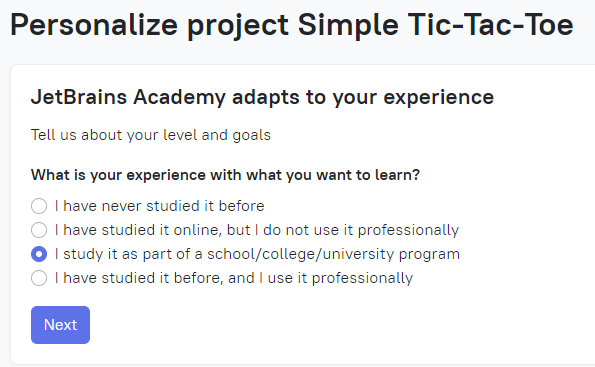 Personalize project Simple Tic-Tac-Toe
JetBrains Academy adapts to your experience
Tell us about your level and goals
What is your experience with what you want to learn?
I have never studied it before
I have studied it online, but I do not use it professionally
I study it as part of a school/college/university program
I have studied it before, and I use it professionally
Next